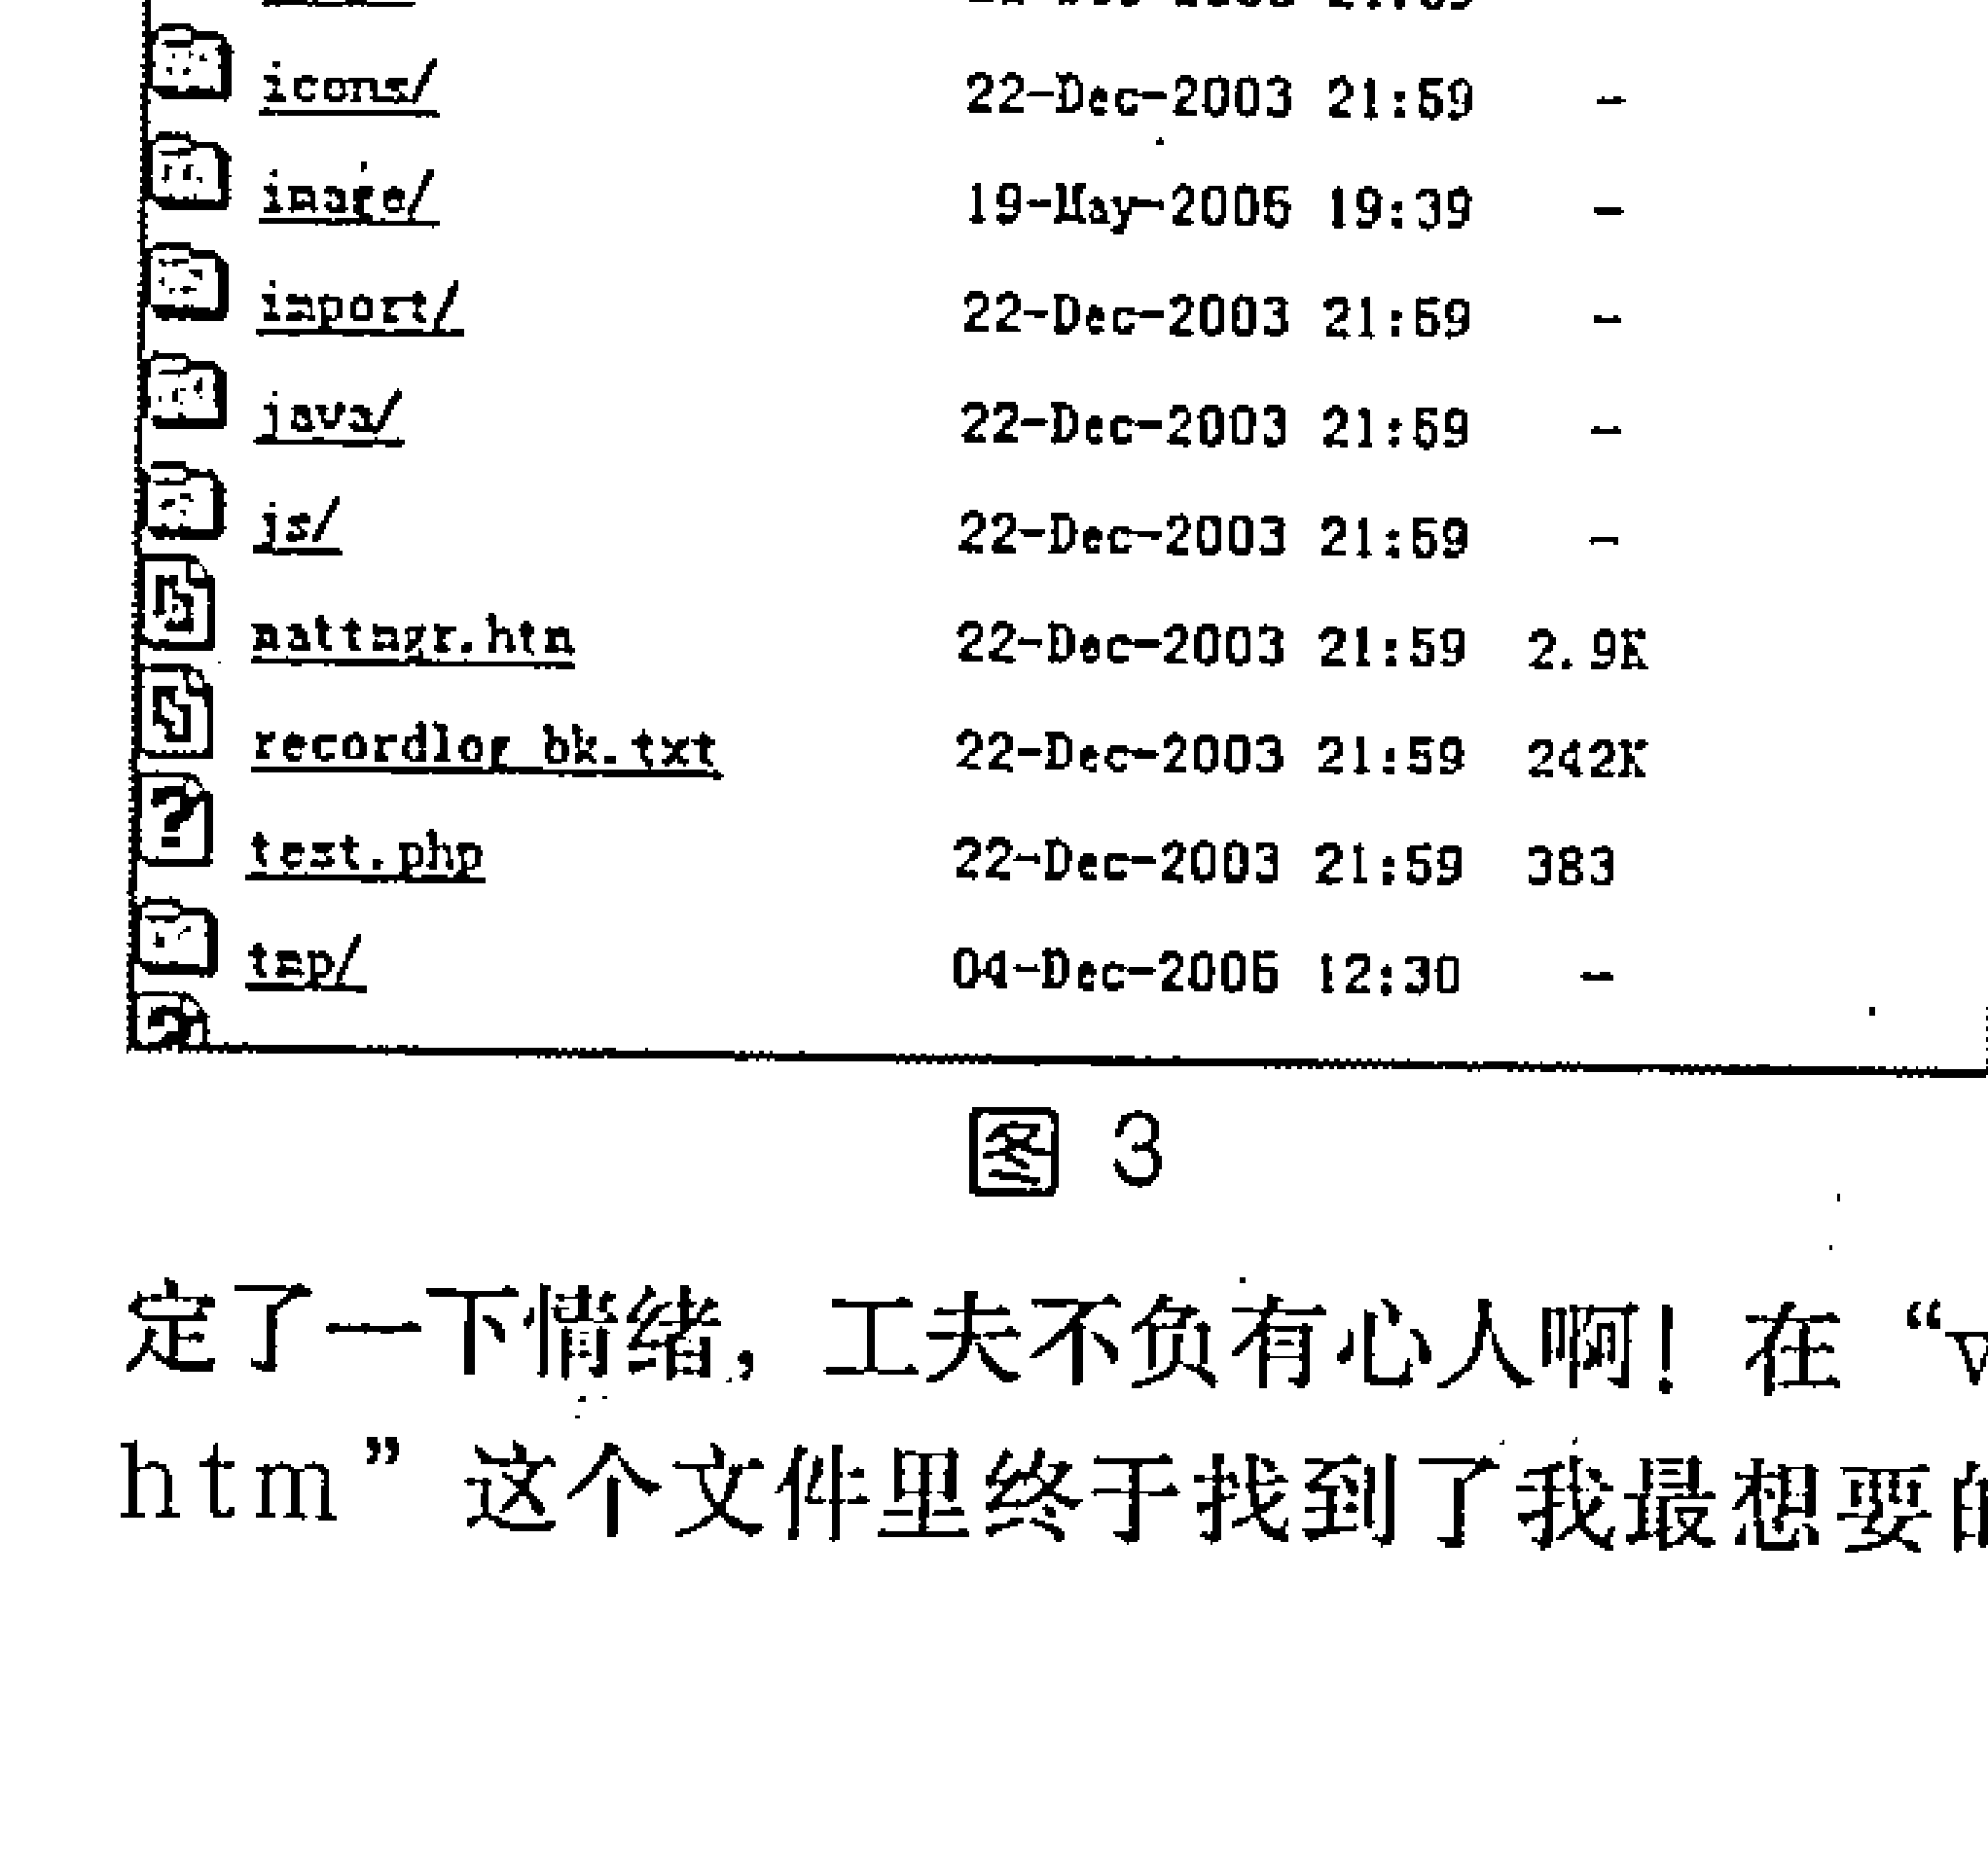 icons/ 22-Dec-2003 21:59 -
image/ 19-May-2005 19:39 -
import/ 22-Dec-2003 21:59 -
java/ 22-Dec-2003 21:59 -
js/ 22-Dec-2003 21:59 -
mattmgr.htm 22-Dec-2003 21:59 2.9K
recordlog_bk.txt 22-Dec-2003 21:59 242K
test.php 22-Dec-2003 21:59 383
tmp/ 04-Dec-2005 12:30 -
图 3
定了一下情绪，工夫不负有心人啊！在“
htm”这个文件里终于找到了我最想要的